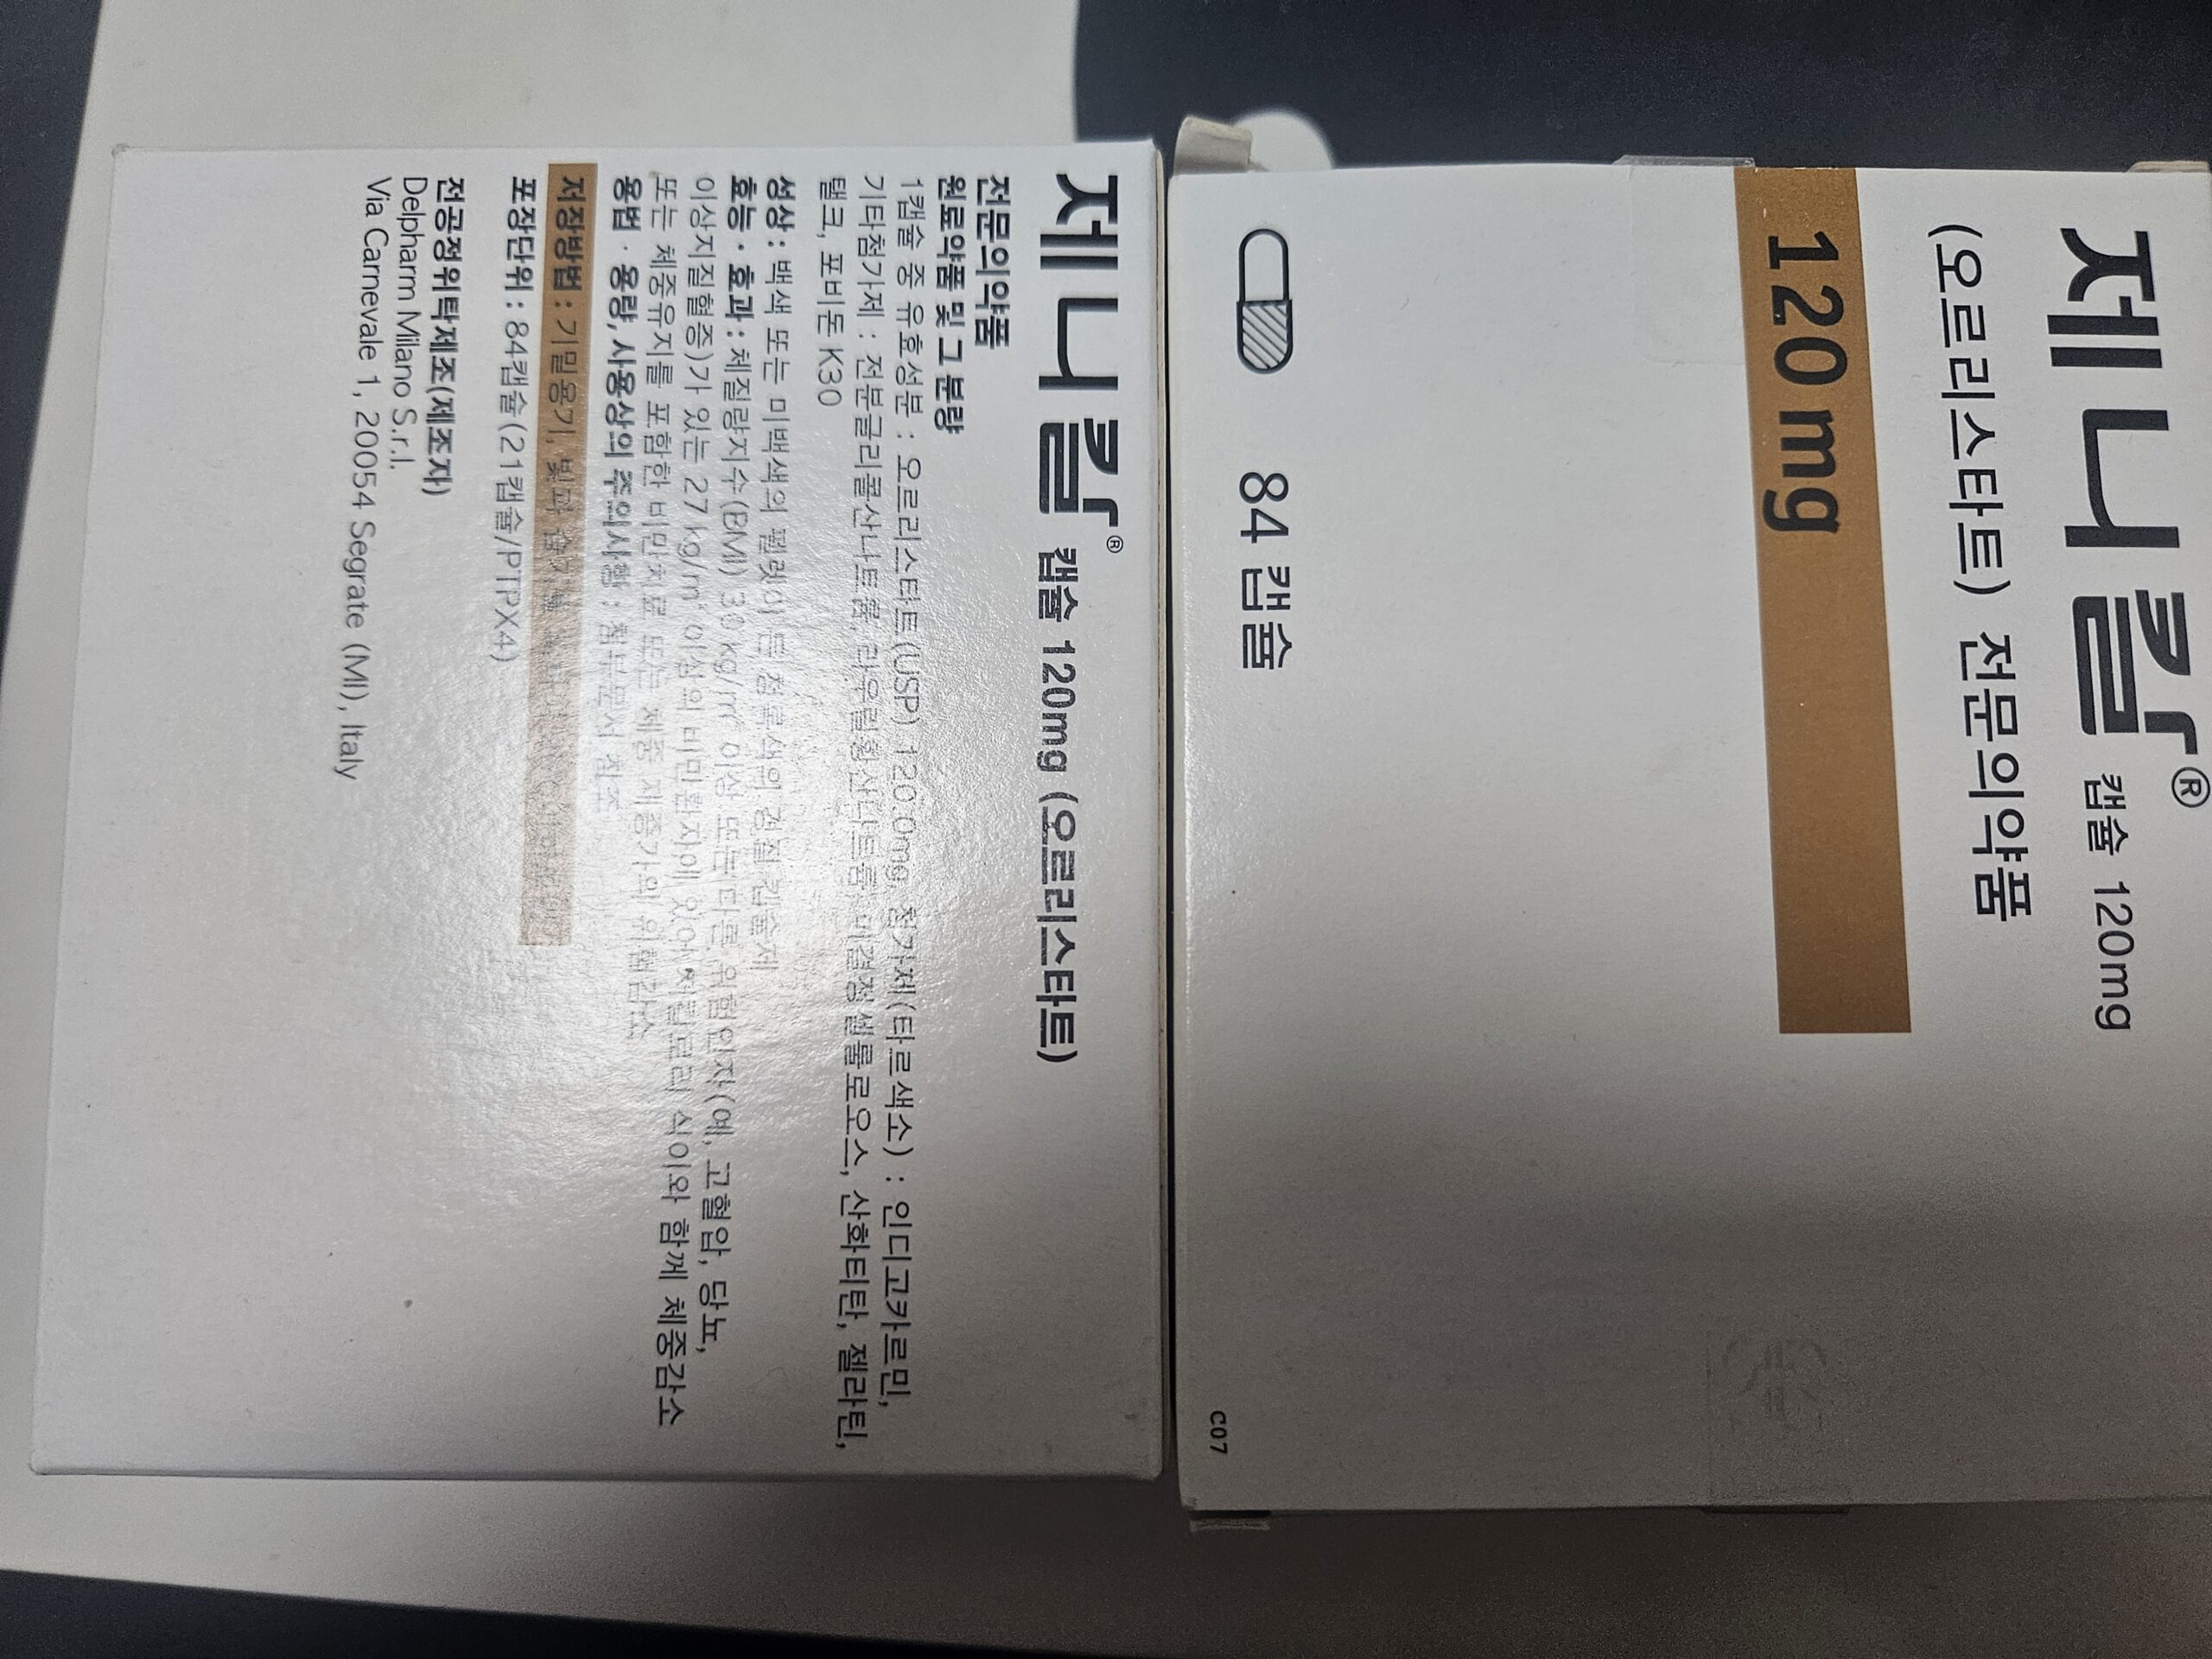 제니칼® 캡슐 120mg
(오르리스타트) 전문의약품
120 mg
84 캡슐
C07
제니칼® 캡슐 120mg (오르리스타트)
전문의약품
원료약품 및 그 분량
1캡슐 중 유효성분 : 오르리스타트(USP) 120.0mg, 첨가제(타르색소) : 인디고카르민,
기타첨가제 : 전분글리콜산나트륨, 라우릴황산나트륨, 미결정셀룰로오스, 산화티탄, 젤라틴,
탤크, 포비돈 K30
성상 : 백색 또는 미백색의 펠렛이 든 청록색의 경질캡슐제
효능 · 효과 : 체질량지수(BMI) 30 kg/m² 이상 또는 다른 위험인자(예, 고혈압, 당뇨,
이상지질혈증)가 있는 27 kg/m² 이상의 비만환자에 있어 저칼로리 식이와 함께 체중감소
또는 체중유지를 포함한 비만치료 또는 체중 재증가의 위험 감소
용법 · 용량, 사용상의 주의사항 : 첨부문서 참조
저장방법 : 기밀용기, 빛과 습기를
포장단위 : 84캡슐(21캡슐/PTPX4)
전공정위탁제조(제조자)
Delpharm Milano S.r.l.
Via Carnevale 1, 20054 Segrate (MI), Italy